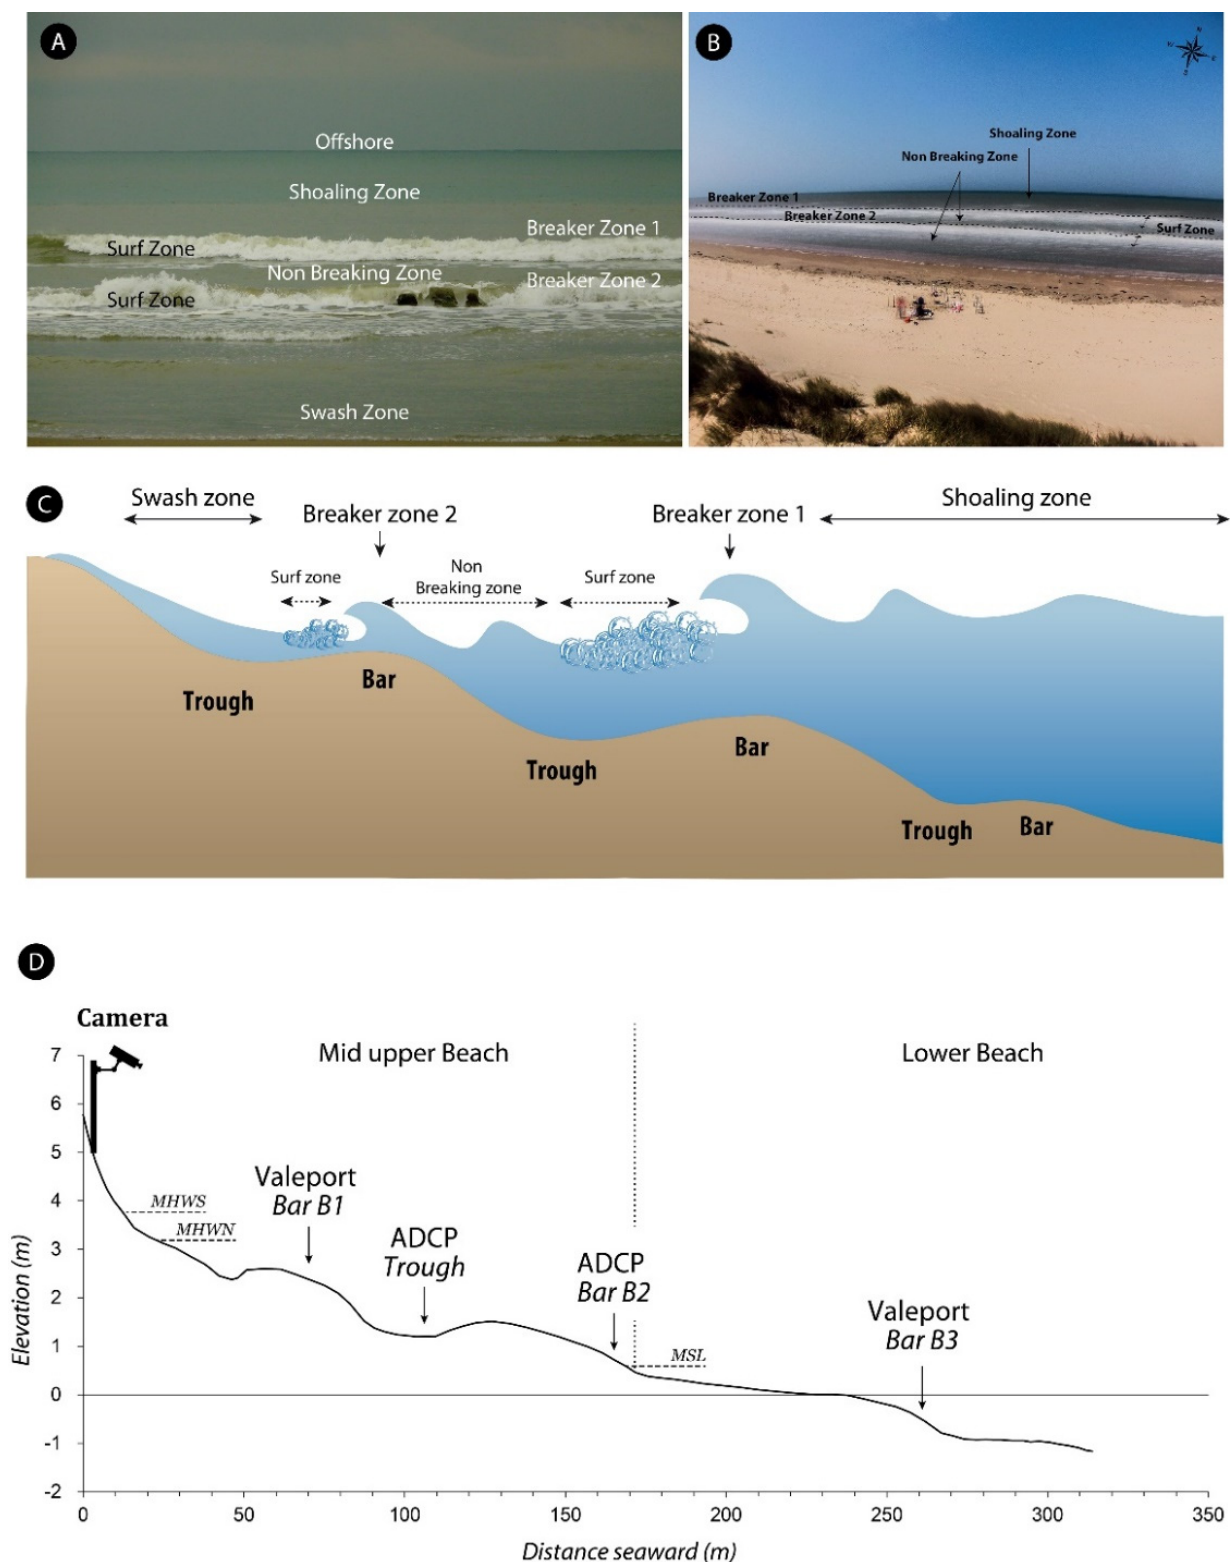 A
Offshore
Shoaling Zone
Breaker Zone 1
Surf Zone
Non Breaking Zone
Breaker Zone 2
Surf Zone
Swash Zone
B
N
W
E
S
Shoaling Zone
Non Breaking Zone
Breaker Zone 1
Breaker Zone 2
Surf Zone
C
Swash zone
Breaker zone 2
Breaker zone 1
Shoaling zone
Surf zone
Non
Breaking zone
Surf zone
Trough
Bar
Trough
Bar
Trough
Bar
D
Camera
Mid upper Beach
Lower Beach
Valeport
Bar B1
ADCP
Trough
ADCP
Bar B2
Valeport
Bar B3
MHWS
MHWN
MSL
Elevation (m)
7
6
5
4
3
2
1
0
-1
-2
0
50
100
150
200
250
300
350
Distance seaward (m)